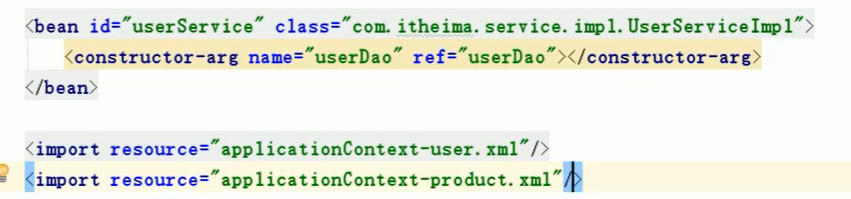 <bean id="userService" class="com.itheima.service.impl.UserServiceImpl">
<constructor-arg name="userDao" ref="userDao"></constructor-arg>
</bean>
<import resource="applicationContext-user.xml"/>
<import resource="applicationContext-product.xml"/>